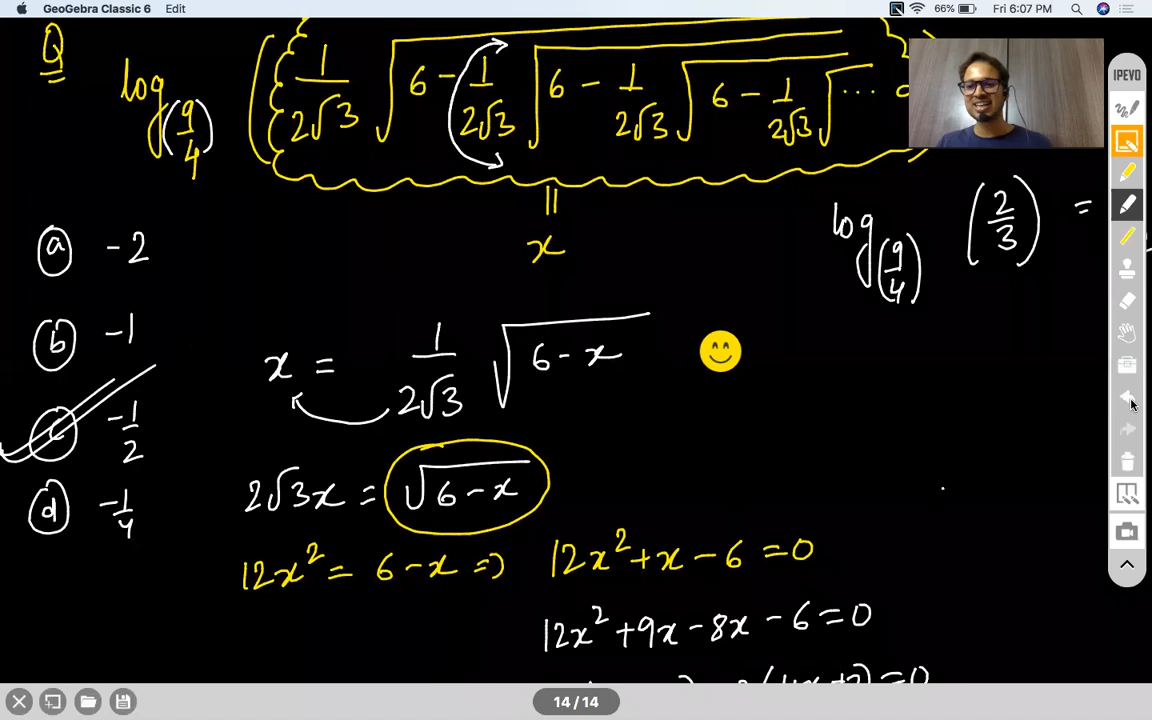 GeoGebra Classic 6 Edit 66% Fri 6:07 PM
Q
log_(9/4) ( 1/2√3 √6 - 1/2√3 √6 - 1/2√3 √6 - 1/2√3 √...
IPEVO
||
x
log_(9/4) (2/3) =
(a) -2
(b) -1
(c) -1/2
(d) -1/4
x = 1/2√3 √6-x
2√3x = √6-x
12x² = 6-x ⇒ 12x²+x-6=0
12x²+9x-8x-6=0
14/14